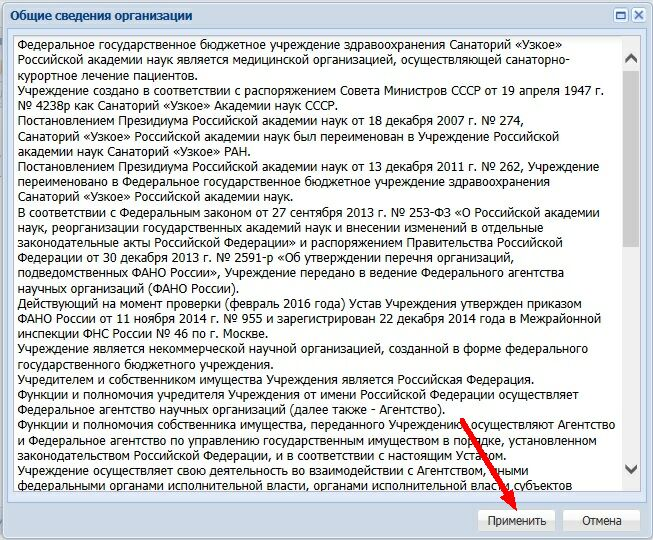 Общие сведения организации
Федеральное государственное бюджетное учреждение здравоохранения Санаторий «Узкое»
Российской академии наук является медицинской организацией, осуществляющей санаторно-
курортное лечение пациентов.
Учреждение создано в соответствии с распоряжением Совета Министров СССР от 19 апреля 1947 г.
№ 4238р как Санаторий «Узкое» Академии наук СССР.
Постановлением Президиума Российской академии наук от 18 декабря 2007 г. № 274,
Санаторий «Узкое» Российской академии наук был переименован в Учреждение Российской
академии наук Санаторий «Узкое» РАН.
Постановлением Президиума Российской академии наук от 13 декабря 2011 г. № 262, Учреждение
переименовано в Федеральное государственное бюджетное учреждение здравоохранения
Санаторий «Узкое» Российской академии наук.
В соответствии с Федеральным законом от 27 сентября 2013 г. № 253-ФЗ «О Российской академии
наук, реорганизации государственных академий наук и внесении изменений в отдельные
законодательные акты Российской Федерации» и распоряжением Правительства Российской
Федерации от 30 декабря 2013 г. № 2591-р «Об утверждении перечня организаций,
подведомственных ФАНО России», Учреждение передано в ведение Федерального агентства
научных организаций (ФАНО России).
Действующий на момент проверки (февраль 2016 года) Устав Учреждения утвержден приказом
ФАНО России от 11 ноября 2014 г. № 955 и зарегистрирован 22 декабря 2014 года в Межрайонной
инспекции ФНС России № 46 по г. Москве.
Учреждение является некоммерческой научной организацией, созданной в форме федерального
государственного бюджетного учреждения.
Учредителем и собственником имущества Учреждения является Российская Федерация.
Функции и полномочия учредителя Учреждения от имени Российской Федерации осуществляет
Федеральное агентство научных организаций (далее также - Агентство).
Функции и полномочия собственника имущества, переданного Учреждению, осуществляют Агентство
и Федеральное агентство по управлению государственным имуществом в порядке, установленном
законодательством Российской Федерации, и в соответствии с настоящим Уставом.
Учреждение осуществляет свою деятельность во взаимодействии с Агентством, иными
федеральными органами исполнительной власти, органами исполнительной власти субъектов
Применить
Отмена